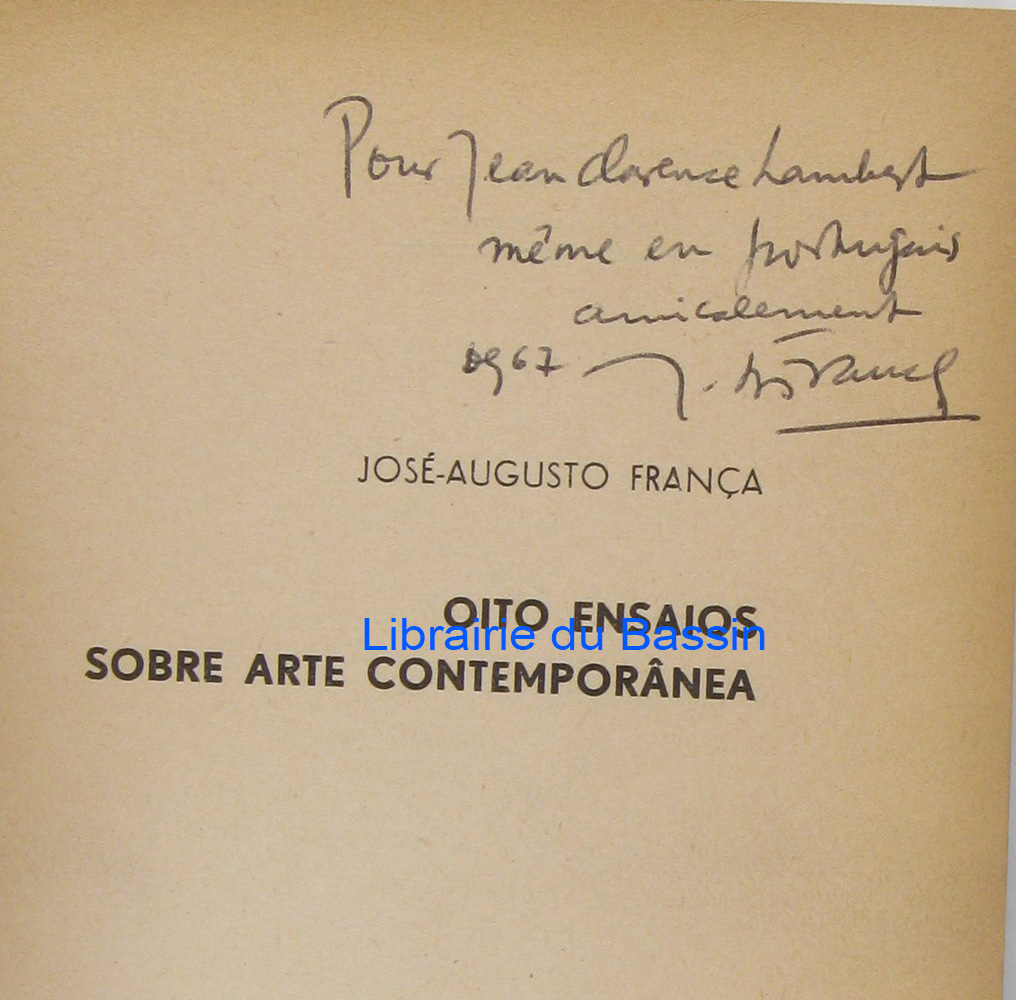 Pour Jean Clarence Lambert
même en portugais
amicalement
67
JOSÉ-AUGUSTO FRANÇA
OITO ENSAIOS
Librairie du Bassin
SOBRE ARTE CONTEMPORÂNEA